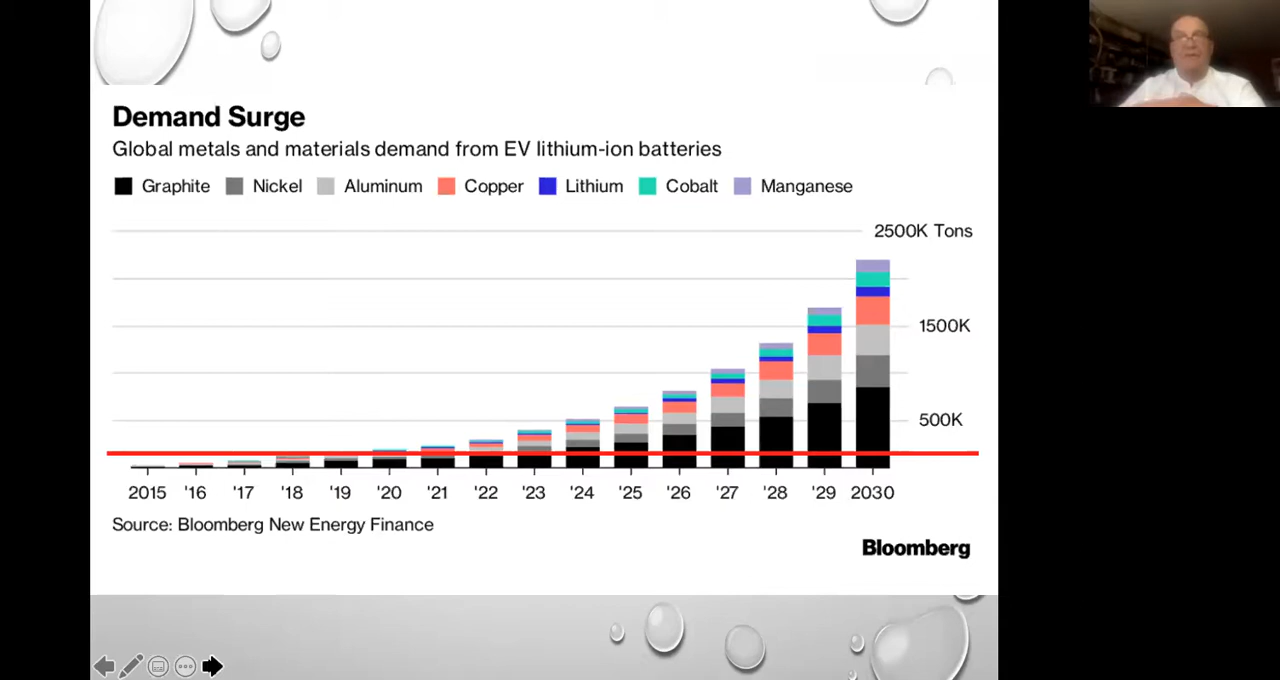 Demand Surge
Global metals and materials demand from EV lithium-ion batteries
Graphite Nickel Aluminum Copper Lithium Cobalt Manganese
2500K Tons
1500K
500K
2015 '16 '17 '18 '19 '20 '21 '22 '23 '24 '25 '26 '27 '28 '29 2030
Source: Bloomberg New Energy Finance
Bloomberg